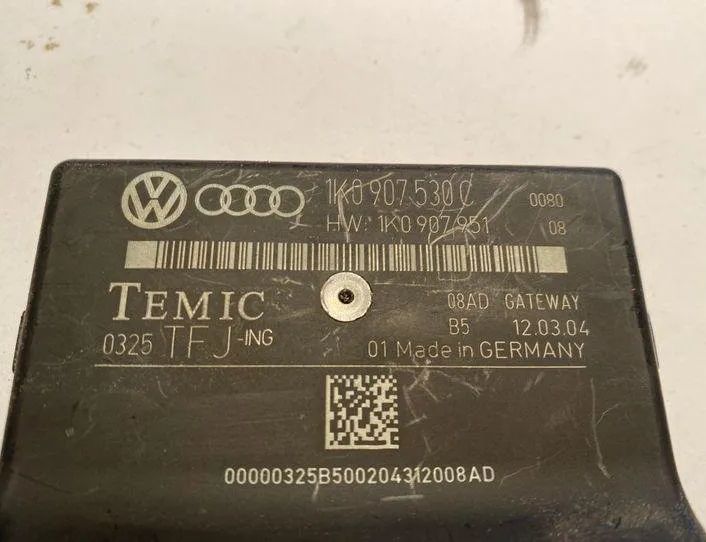 1K0 907 530 C 0080
HW: 1K0 907 951 08
TEMIC 08AD GATEWAY
B5 12.03.04
0325 TFJ-ING 01 Made in GERMANY
00000325B500204312008AD